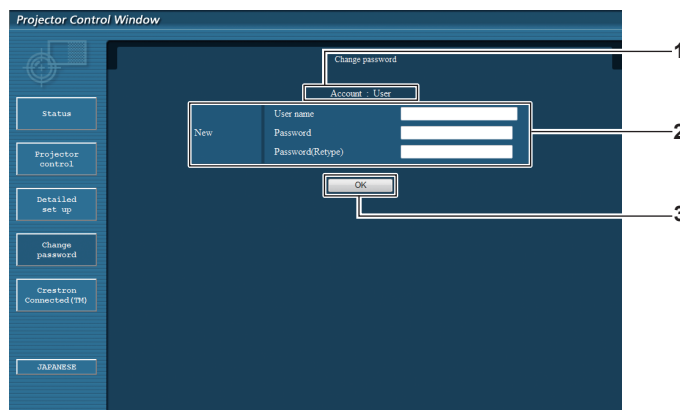 Projector Control Window
1
Change password
Account : User
Status
User name
New
Password
2
Password(Retype)
Projector
control
OK
Detailed
set up
3
Change
password
Crestron
Connected(TM)
JAPANESE